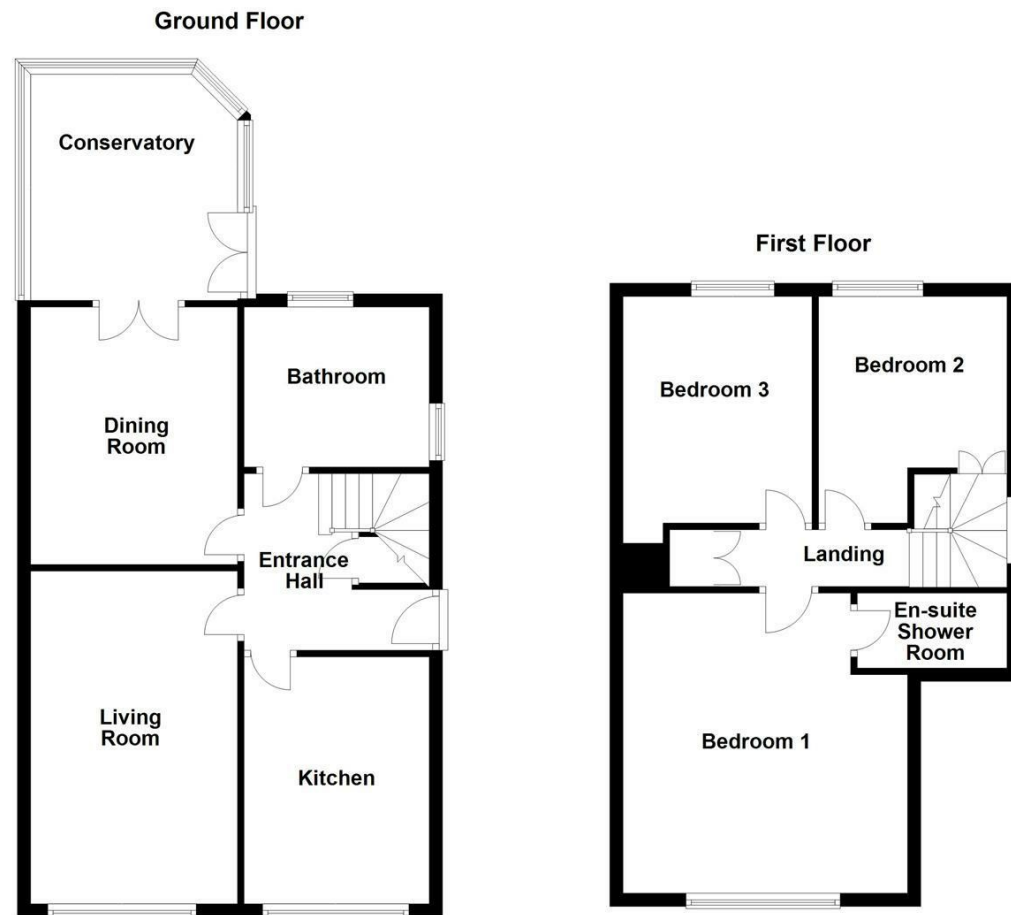 Ground Floor
Conservatory
Bathroom
Dining
Room
Entrance
Hall
Living
Room
Kitchen
First Floor
Bedroom 3
Bedroom 2
Landing
En-suite
Shower
Room
Bedroom 1